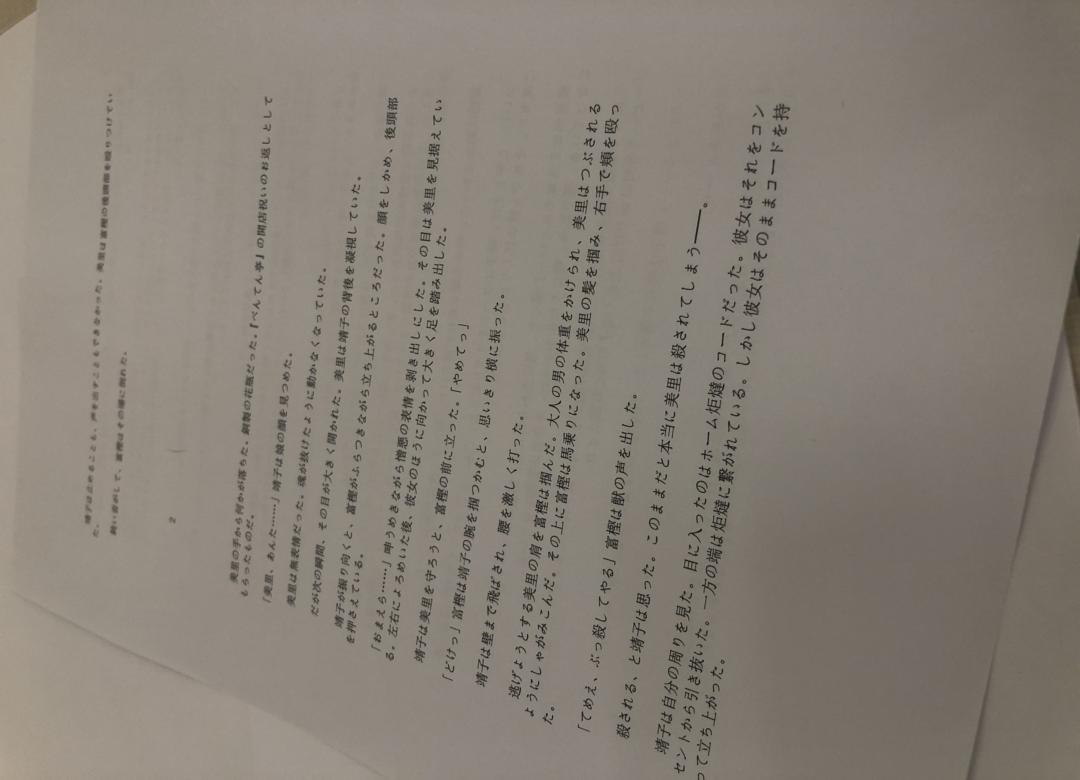 靖子は止めることも、声を出すこともできなかった。美里は富樫の後頭部を殴りつけてい
た。鈍い音がして、富樫はその場に倒れた。
2
美里の手から何かが落ちた。銅製の花瓶だった。『べんてん亭』の開店祝いのお返しとして
もらったものだ。
「美里、あんた……」靖子は娘の顔を見つめた。
美里は無表情だった。魂が抜けたように動かなくなっていた。
だが次の瞬間、その目が大きく開かれた。美里は靖子の背後を凝視していた。
靖子が振り向くと、富樫がふらつきながら立ち上がるところだった。顔をしかめ、後頭部
を押さえている。
「おまえら……」呻うめきながら憎悪の表情を剥き出しにした。その目は美里を見据えてい
る。左右によろめいた後、彼女のほうに向かって大きく足を踏み出した。
靖子は美里を守ろうと、富樫の前に立った。「やめてっ」
「どけっ」富樫は靖子の腕を掴つかむと、思いきり横に振った。
靖子は壁まで飛ばされ、腰を激しく打った。
逃げようとする美里の肩を富樫は掴んだ。大人の男の体重をかけられ、美里はつぶされる
ようにしゃがみこんだ。その上に富樫は馬乗りになった。美里の髪を掴み、右手で頬を殴っ
た。
「てめえ、ぶっ殺してやる」富樫は獣の声を出した。
殺される、と靖子は思った。このままだと本当に美里は殺されてしまう――。
靖子は自分の周りを見た。目に入ったのはホーム炬燵のコードだった。彼女はそれをコン
セントから引き抜いた。一方の端は炬燵に繋がれている。しかし彼女はそのままコードを持
って立ち上がった。